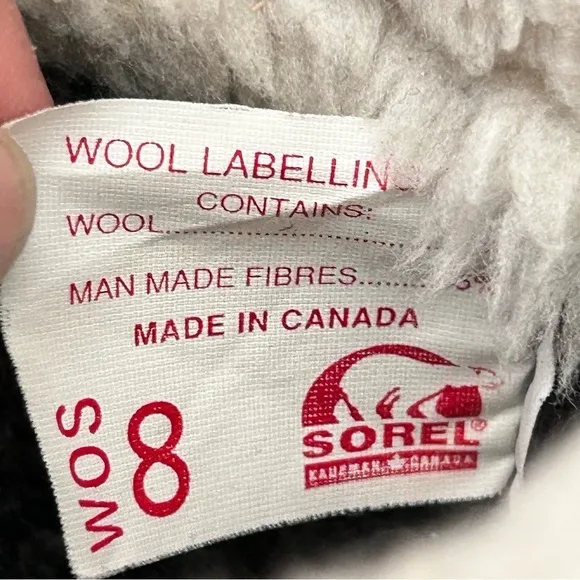 WOOL LABELLING
CONTAINS:
WOOL
MAN MADE FIBRES
MADE IN CANADA
WOS
8
SOREL®
KAUFMAN CANADA